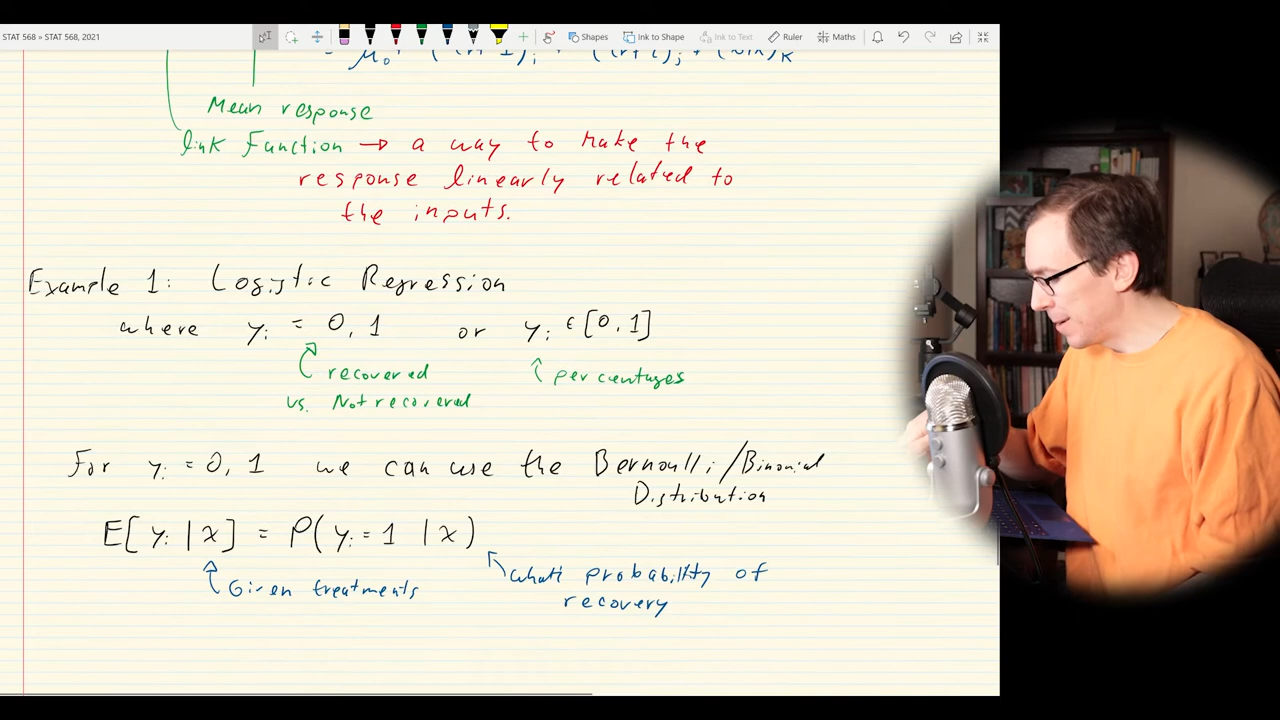 STAT 568 » STAT 568, 2021
Shapes
Ink to Shape
Ink to Text
Ruler
Maths
Mean response
link Function → a way to make the
response linearly related to
the inputs.
Example 1: Logistic Regression
where yᵢ = 0, 1 or yᵢ ∈ [0, 1]
recovered
vs. Not recovered
percentages
For yᵢ = 0, 1 we can use the Bernoulli/Binomial
Distribution
E[yᵢ | x] = P(yᵢ = 1 | x)
Given treatments
what probability of
recovery